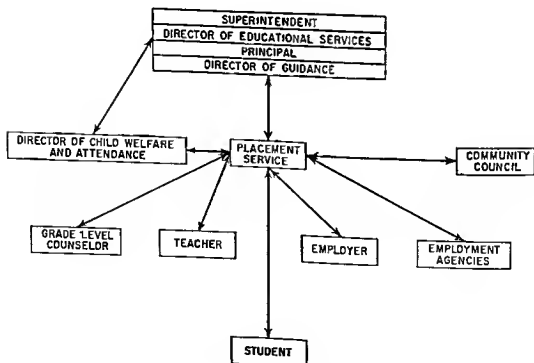 SUPERINTENDENT
DIRECTOR OF EDUCATIONAL SERVICES
PRINCIPAL
DIRECTOR OF GUIDANCE
DIRECTOR OF CHILD WELFARE
AND ATTENDANCE
PLACEMENT
SERVICE
COMMUNITY
COUNCIL
GRADE LEVEL
COUNSELOR
TEACHER
EMPLOYER
EMPLOYMENT
AGENCIES
STUDENT